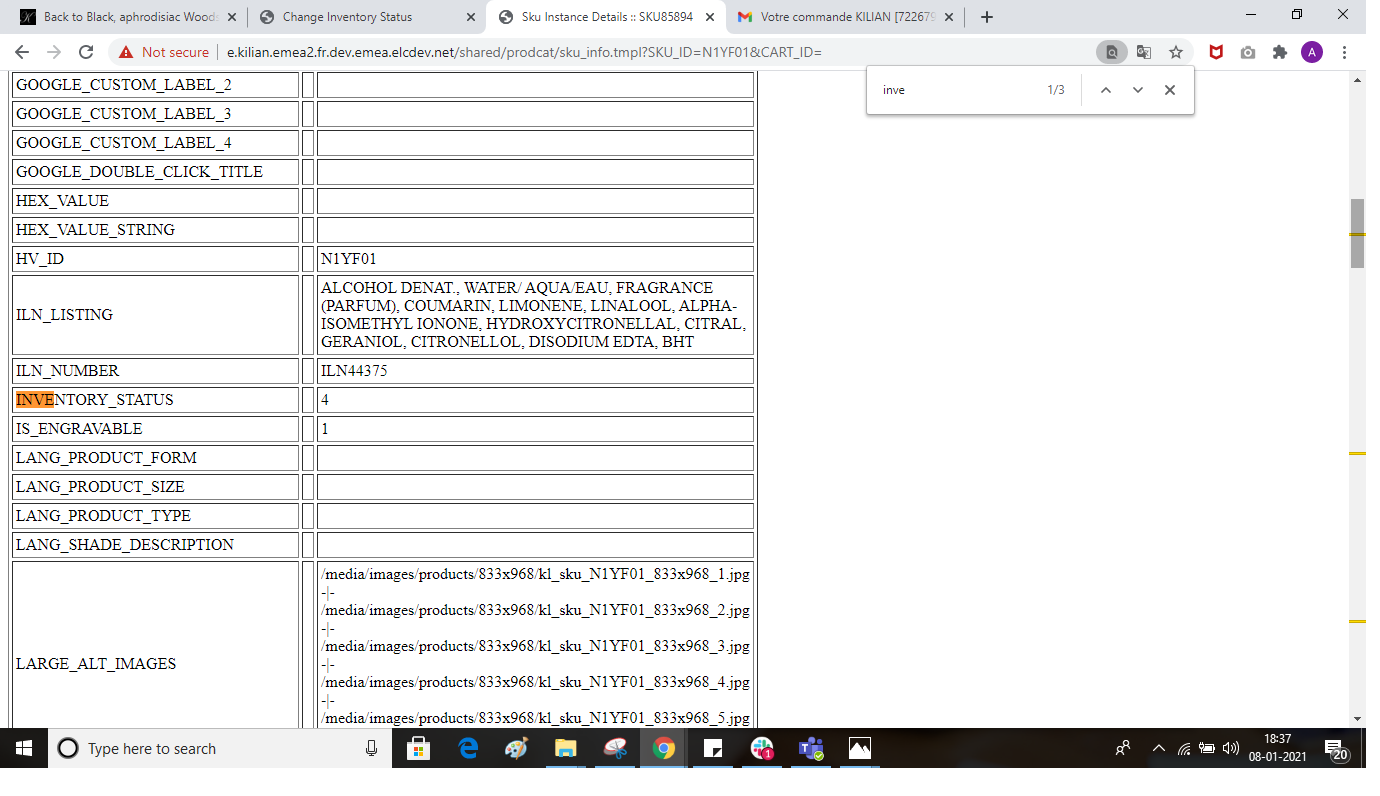 Back to Black, aphrodisiac Woods
Change Inventory Status
Sku Instance Details :: SKU85894
Votre commande KILIAN [722679
Not secure
e.kilian.emea2.fr.dev.emea.elcdev.net/shared/prodcat/sku_info.tmpl?SKU_ID=N1YF01&CART_ID=
A
inve
1/3
GOOGLE_CUSTOM_LABEL_2
GOOGLE_CUSTOM_LABEL_3
GOOGLE_CUSTOM_LABEL_4
GOOGLE_DOUBLE_CLICK_TITLE
HEX_VALUE
HEX_VALUE_STRING
HV_ID N1YF01
ILN_LISTING
ALCOHOL DENAT., WATER/ AQUA/EAU, FRAGRANCE
(PARFUM), COUMARIN, LIMONENE, LINALOOL, ALPHA-
ISOMETHYL IONONE, HYDROXYCITRONELLAL, CITRAL,
GERANIOL, CITRONELLOL, DISODIUM EDTA, BHT
ILN_NUMBER ILN44375
INVENTORY_STATUS 4
IS_ENGRAVABLE 1
LANG_PRODUCT_FORM
LANG_PRODUCT_SIZE
LANG_PRODUCT_TYPE
LANG_SHADE_DESCRIPTION
LARGE_ALT_IMAGES
/media/images/products/833x968/kl_sku_N1YF01_833x968_1.jpg
-|-
/media/images/products/833x968/kl_sku_N1YF01_833x968_2.jpg
-|-
/media/images/products/833x968/kl_sku_N1YF01_833x968_3.jpg
-|-
/media/images/products/833x968/kl_sku_N1YF01_833x968_4.jpg
-|-
/media/images/products/833x968/kl_sku_N1YF01_833x968_5.jpg
Type here to search
1
18:37
08-01-2021
20